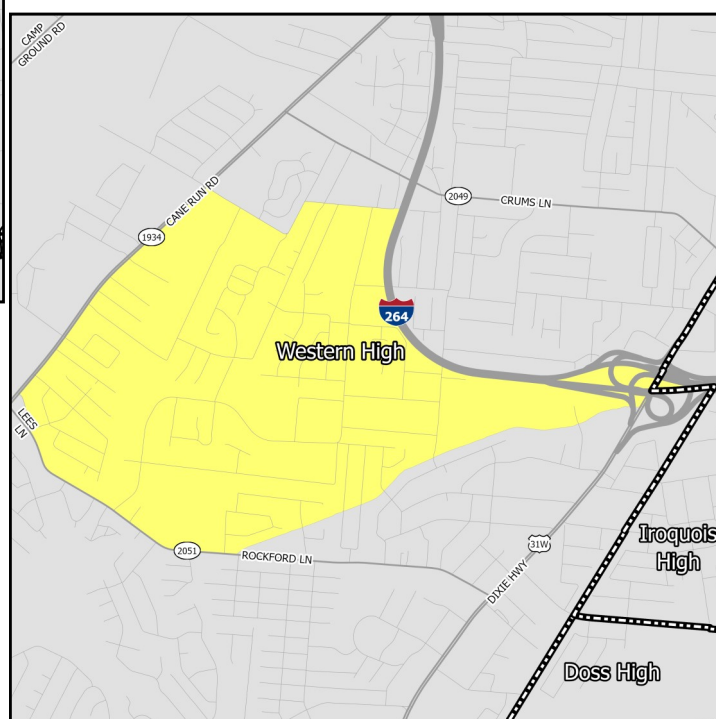 CAMP
GROUND RD
CANE RUN RD
1934
2049
CRUMS LN
264
Western High
LEES
LN
2051
ROCKFORD LN
31W
DIXIE HWY
Iroquois
High
Doss High